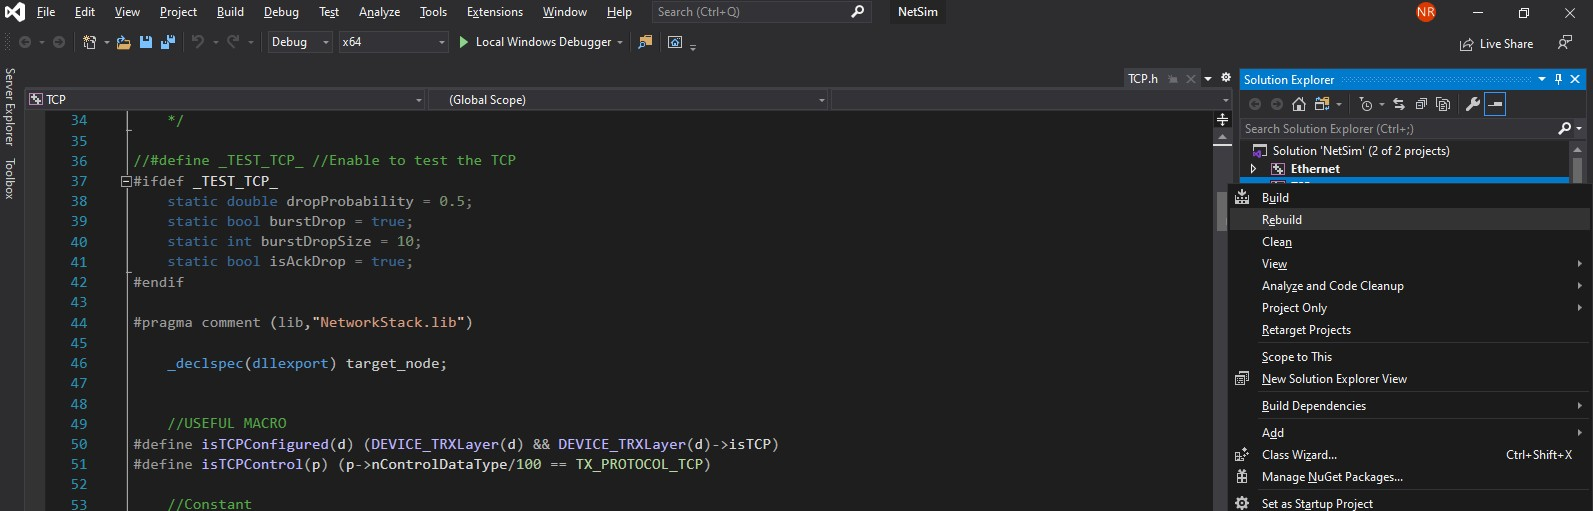 File Edit View Project Build Debug Test Analyze Tools Extensions Window Help Search (Ctrl+Q) NetSim NR
Debug x64 Local Windows Debugger Live Share
Server Explorer
Toolbox
TCP.h
TCP (Global Scope)
34 */
35
36 //#define _TEST_TCP_ //Enable to test the TCP
37 #ifdef _TEST_TCP_
38 static double dropProbability = 0.5;
39 static bool burstDrop = true;
40 static int burstDropSize = 10;
41 static bool isAckDrop = true;
42 #endif
43
44 #pragma comment (lib,"NetworkStack.lib")
45
46 _declspec(dllexport) target_node;
47
48
49 //USEFUL MACRO
50 #define isTCPConfigured(d) (DEVICE_TRXLayer(d) && DEVICE_TRXLayer(d)->isTCP)
51 #define isTCPControl(p) (p->nControlDataType/100 == TX_PROTOCOL_TCP)
52
53 //Constant
Solution Explorer
Search Solution Explorer (Ctrl+;)
Solution 'NetSim' (2 of 2 projects)
Ethernet
Build
Rebuild
Clean
View
Analyze and Code Cleanup
Project Only
Retarget Projects
Scope to This
New Solution Explorer View
Build Dependencies
Add
Class Wizard... Ctrl+Shift+X
Manage NuGet Packages...
Set as Startup Project